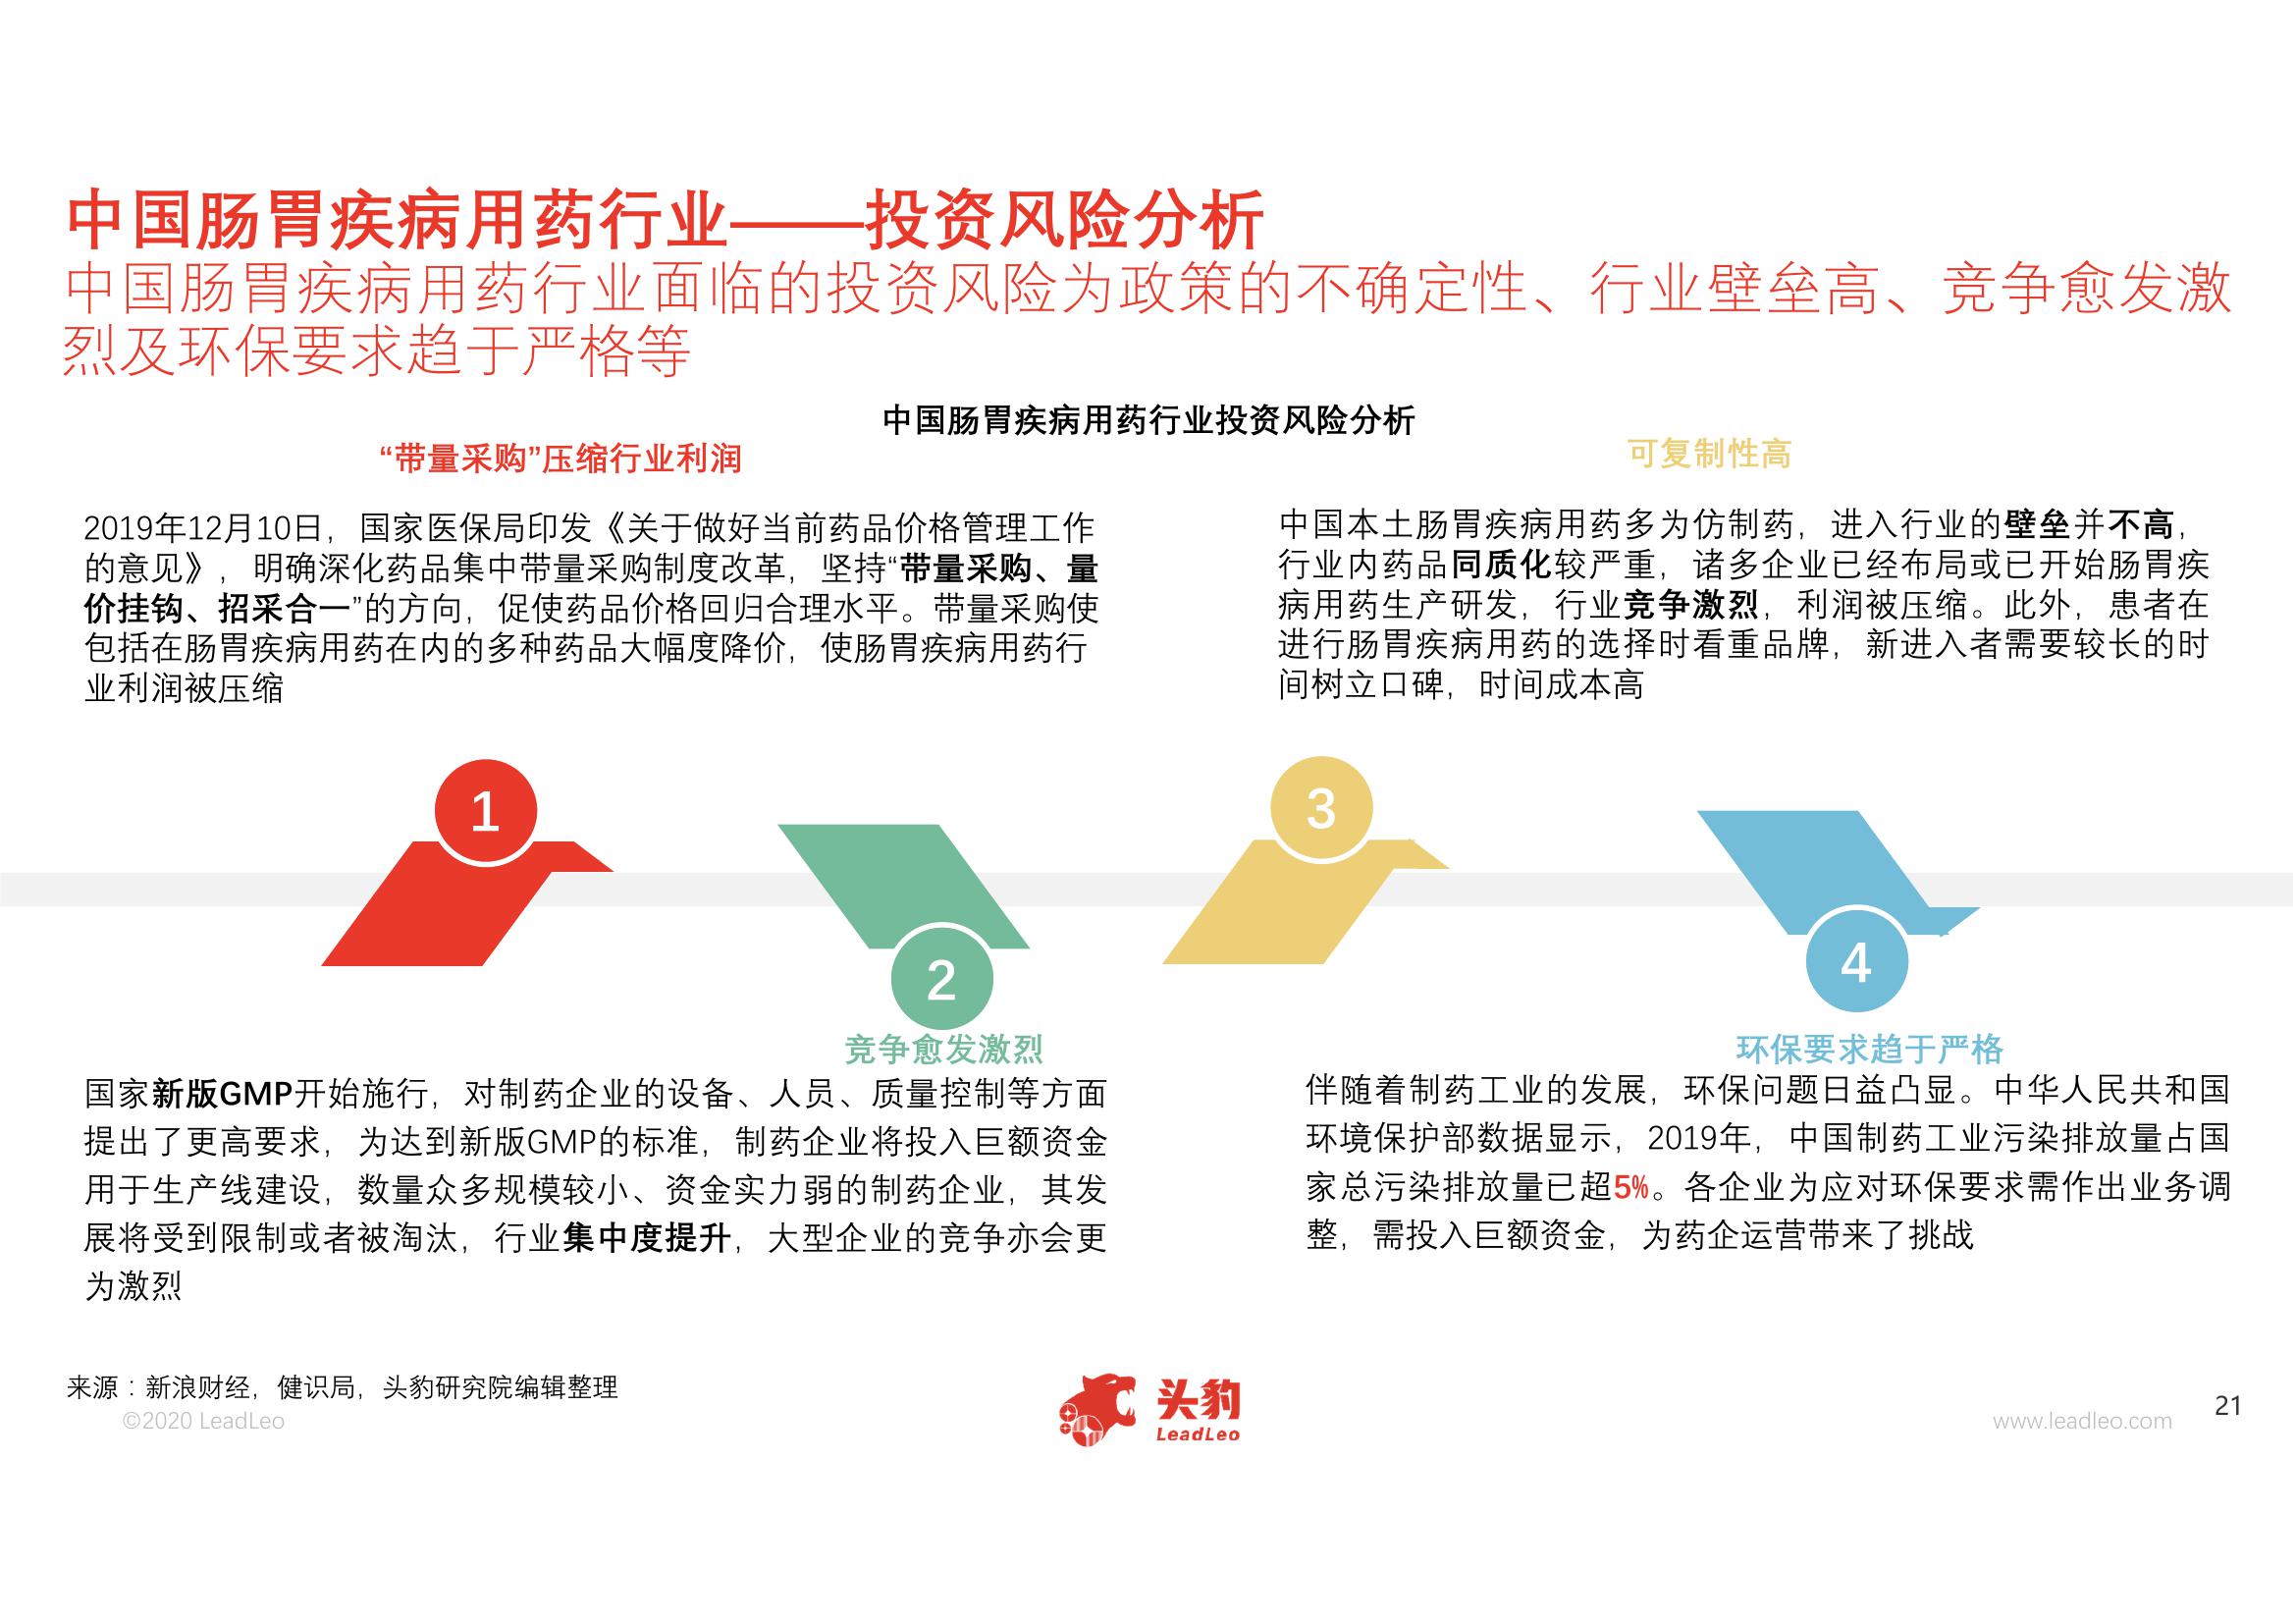 中国肠胃疾病用药行业——投资风险分析
中国肠胃疾病用药行业面临的投资风险为政策的不确定性、行业壁垒高、竞争愈发激
烈及环保要求趋于严格等
中国肠胃疾病用药行业投资风险分析
“带量采购”压缩行业利润
2019年12月10日，国家医保局印发《关于做好当前药品价格管理工作
的意见》，明确深化药品集中带量采购制度改革，坚持“带量采购、量
价挂钩、招采合一”的方向，促使药品价格回归合理水平。带量采购使
包括在肠胃疾病用药在内的多种药品大幅度降价，使肠胃疾病用药行
业利润被压缩
可复制性高
中国本土肠胃疾病用药多为仿制药，进入行业的壁垒并不高，
行业内药品同质化较严重，诸多企业已经布局或已开始肠胃疾
病用药生产研发，行业竞争激烈，利润被压缩。此外，患者在
进行肠胃疾病用药的选择时看重品牌，新进入者需要较长的时
间树立口碑，时间成本高
1
2
3
4
竞争愈发激烈
国家新版GMP开始施行，对制药企业的设备、人员、质量控制等方面
提出了更高要求，为达到新版GMP的标准，制药企业将投入巨额资金
用于生产线建设，数量众多规模较小、资金实力弱的制药企业，其发
展将受到限制或者被淘汰，行业集中度提升，大型企业的竞争亦会更
为激烈
环保要求趋于严格
伴随着制药工业的发展，环保问题日益凸显。中华人民共和国
环境保护部数据显示，2019年，中国制药工业污染排放量占国
家总污染排放量已超5%。各企业为应对环保要求需作出业务调
整，需投入巨额资金，为药企运营带来了挑战
来源：新浪财经，健识局，头豹研究院编辑整理
©2020 LeadLeo
头豹
LeadLeo
www.leadleo.com
21